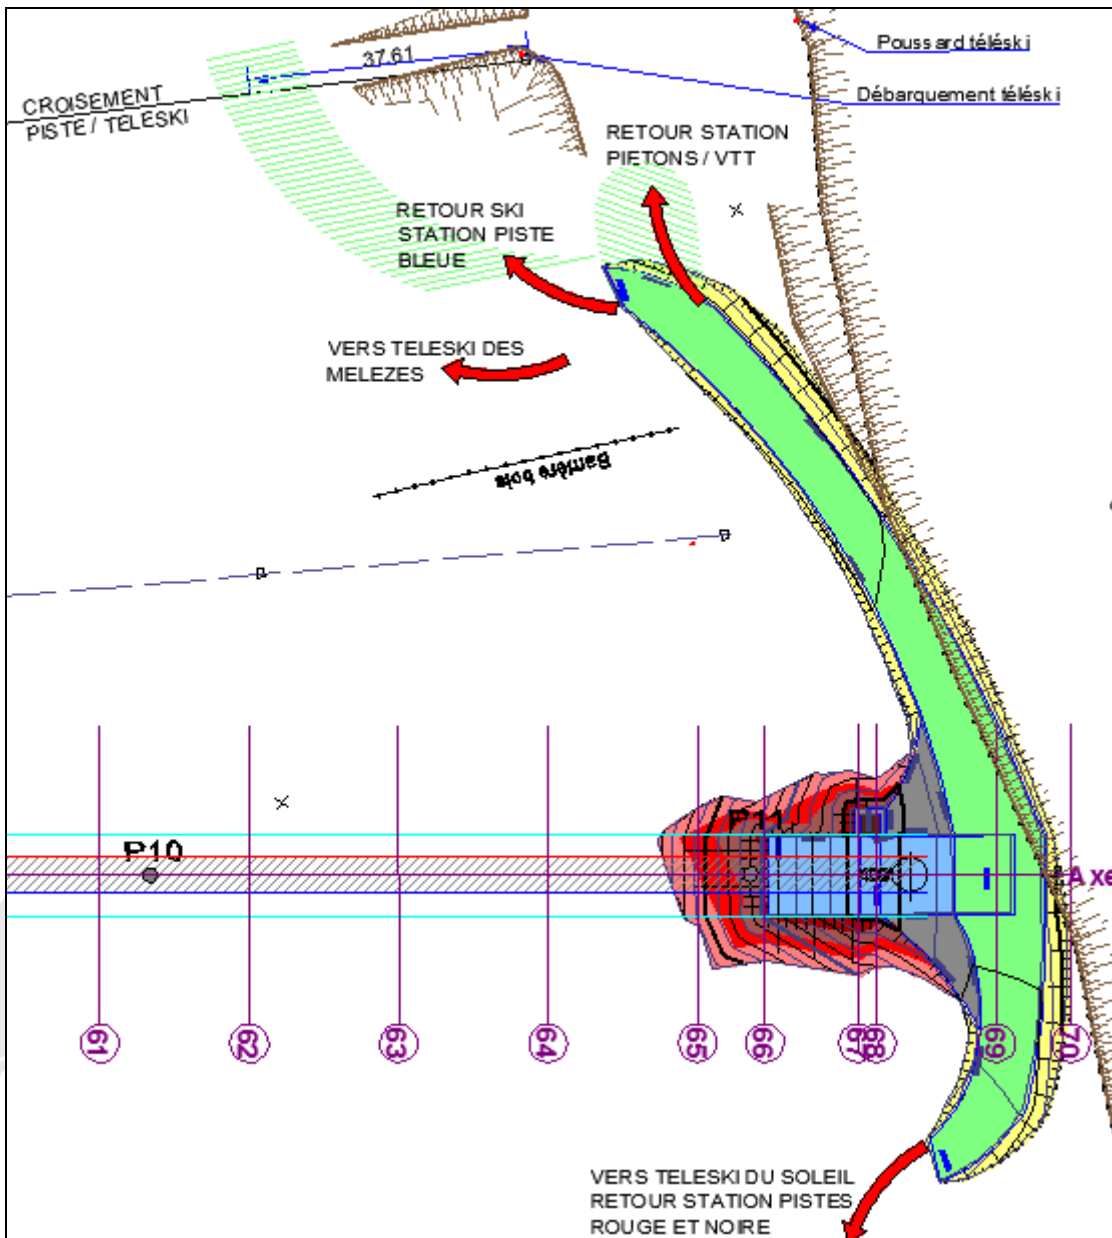 Poussard téléski
37.61
CROISEMENT
PISTE / TELESKI
Débarquement téléski
RETOUR STATION
PIETONS / VTT
RETOUR SKI
STATION PISTE
BLEUE
VERS TELESKI DES
MELEZES
Barrière bois
P10
P11
Axe
61
62
63
64
65
66
67
68
69
70
VERS TELESKI DU SOLEIL
RETOUR STATION PISTES
ROUGE ET NOIRE